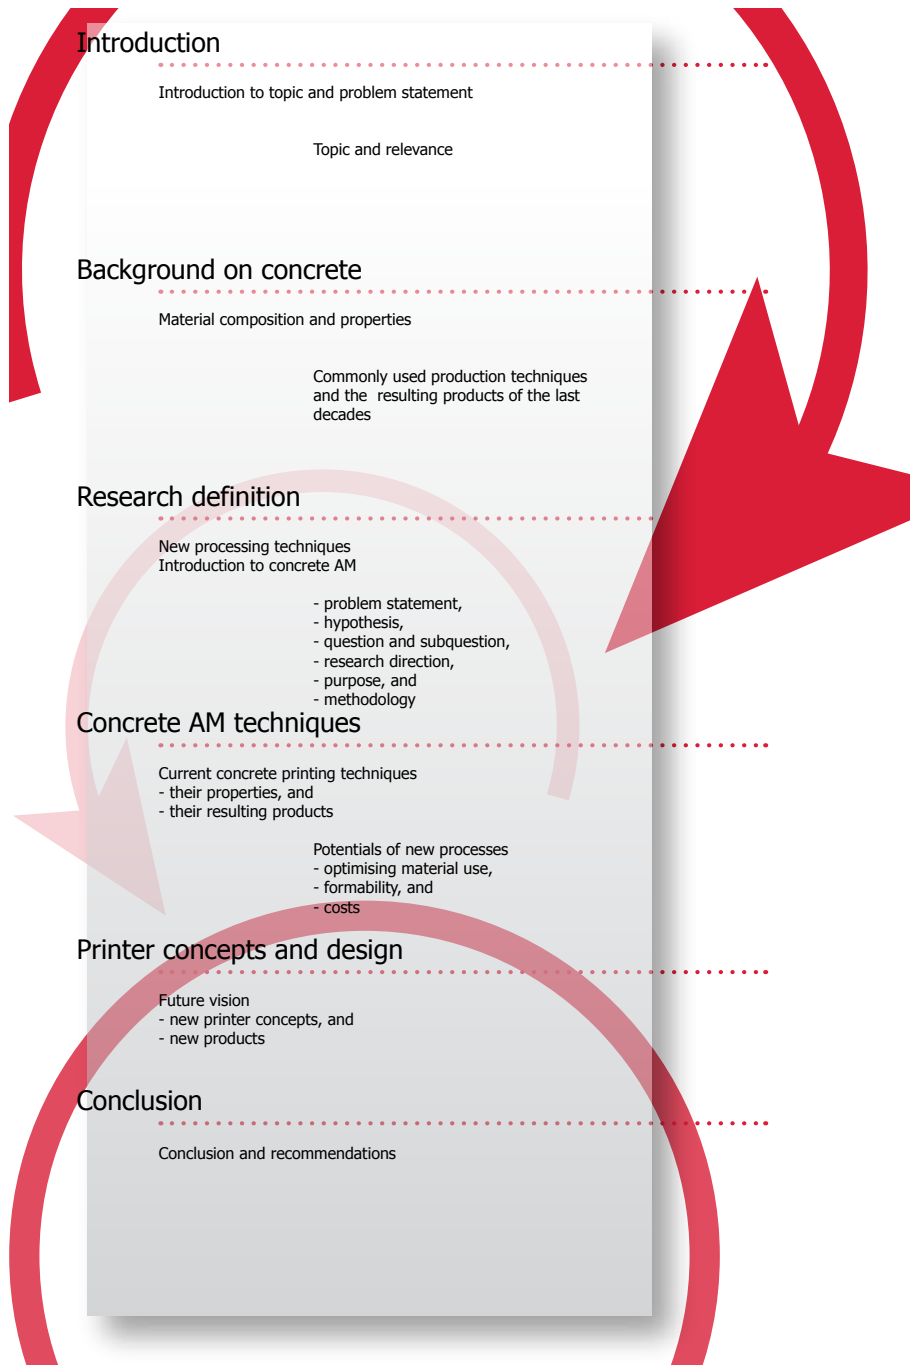 Introduction
Introduction to topic and problem statement
Topic and relevance
Background on concrete
Material composition and properties
Commonly used production techniques
and the  resulting products of the last
decades
Research definition
New processing techniques
Introduction to concrete AM
- problem statement,
- hypothesis,
- question and subquestion,
- research direction,
- purpose, and
- methodology
Concrete AM techniques
Current concrete printing techniques
- their properties, and
- their resulting products
Potentials of new processes
- optimising material use,
- formability, and
- costs
Printer concepts and design
Future vision
- new printer concepts, and
- new products
Conclusion
Conclusion and recommendations